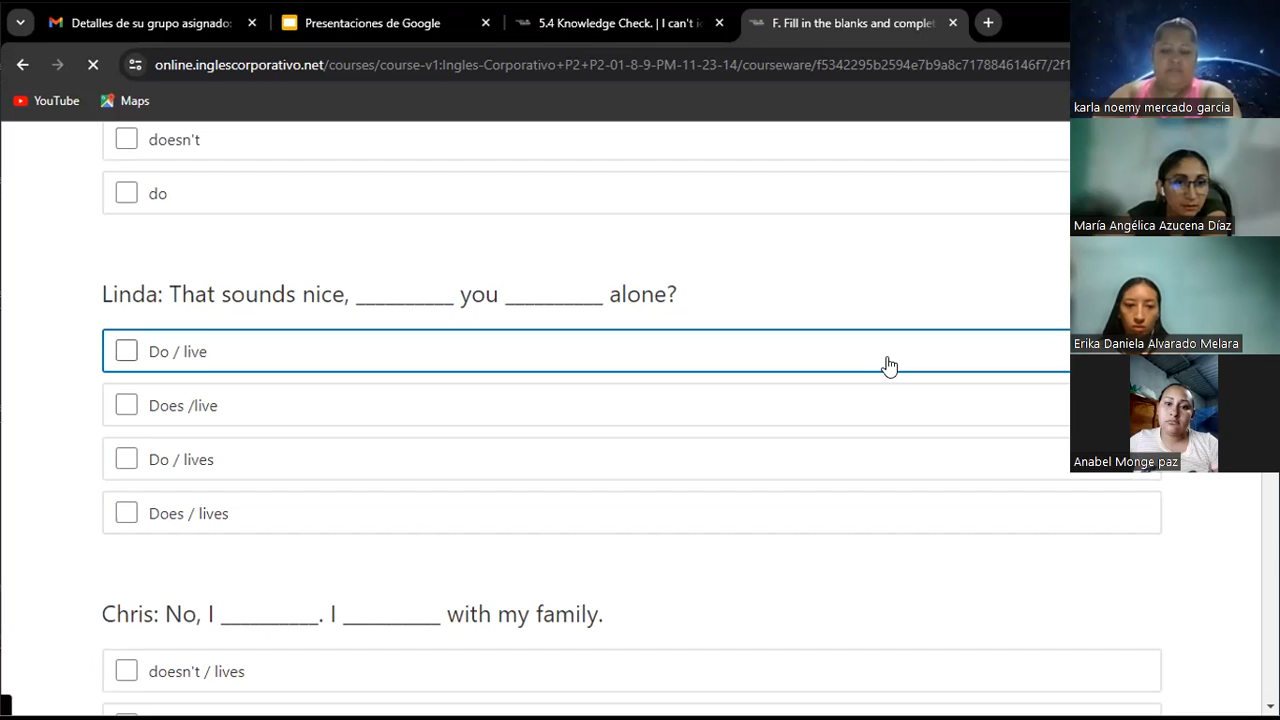 Detalles de su grupo asignado:
Presentaciones de Google
5.4 Knowledge Check. | I can't i
F. Fill in the blanks and complet
online.inglescorporativo.net/courses/course-v1:Ingles-Corporativo+P2+P2-01-8-9-PM-11-23-14/courseware/f5342295b2594e7b9a8c7178846146f7/2f1
YouTube
Maps
doesn't
do
Linda: That sounds nice, __________ you __________ alone?
Do / live
Does /live
Do / lives
Does / lives
Chris: No, I __________. I __________ with my family.
doesn't / lives
karla noemy mercado garcia
María Angélica Azucena Díaz
Erika Daniela Alvarado Melara
Anabel Monge paz